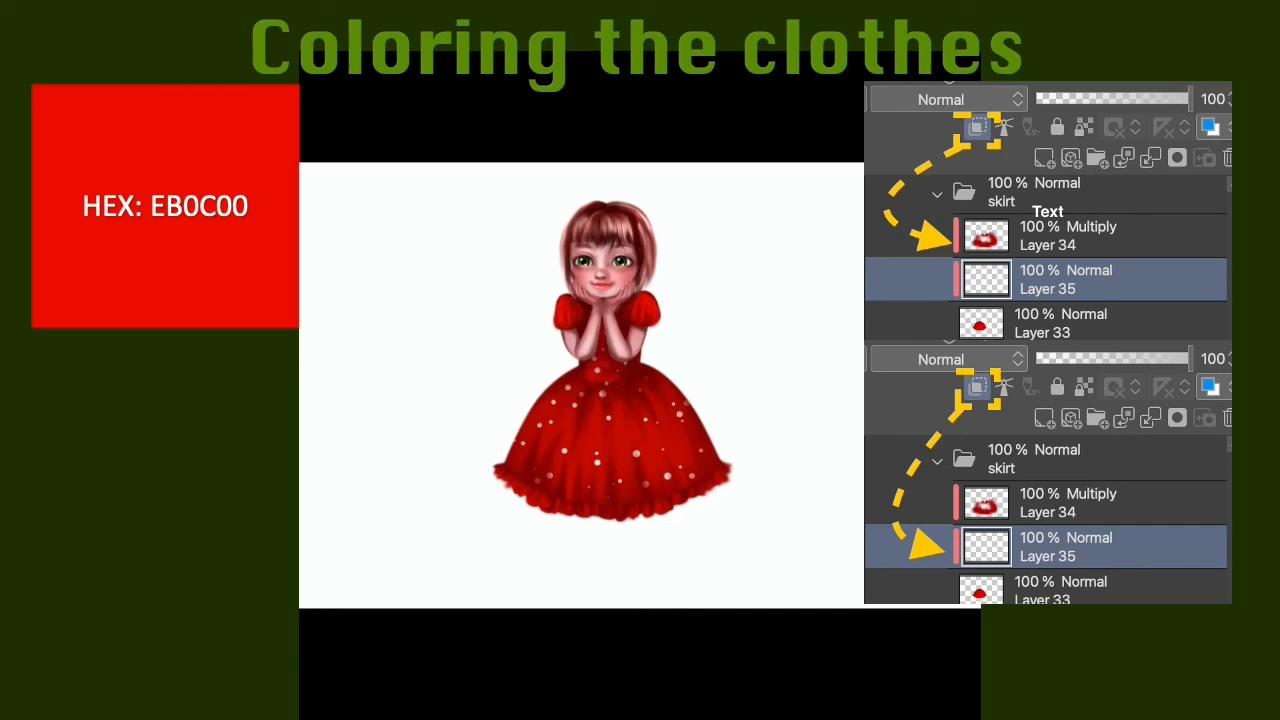 Coloring the clothes
HEX: EB0C00
Normal
100
100 % Normal
skirt
Text
100 % Multiply
Layer 34
100 % Normal
Layer 35
100 % Normal
Layer 33
Normal
100
100 % Normal
skirt
100 % Multiply
Layer 34
100 % Normal
Layer 35
100 % Normal
Layer 33